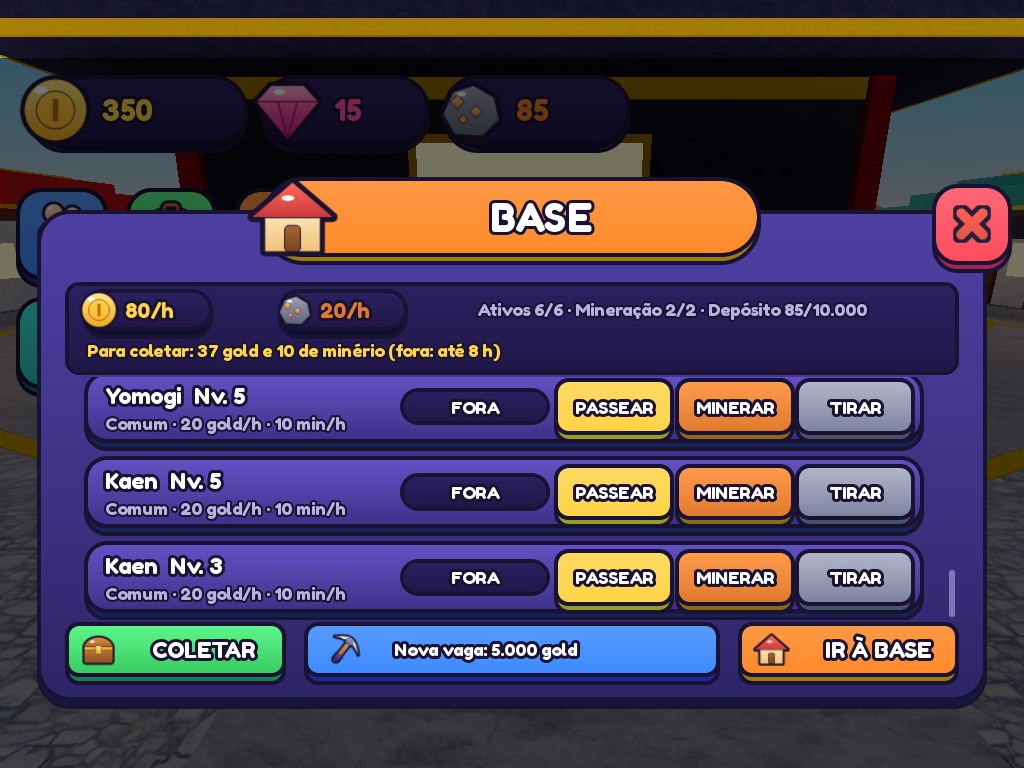 350
15
85
BASE
80/h
20/h
Ativos 6/6 · Mineração 2/2 · Depósito 85/10.000
Para coletar: 37 gold e 10 de minério (fora: até 8 h)
Yomogi Nv. 5
Comum · 20 gold/h · 10 min/h
FORA
PASSEAR
MINERAR
TIRAR
Kaen Nv. 5
Comum · 20 gold/h · 10 min/h
FORA
PASSEAR
MINERAR
TIRAR
Kaen Nv. 3
Comum · 20 gold/h · 10 min/h
FORA
PASSEAR
MINERAR
TIRAR
COLETAR
Nova vaga: 5.000 gold
IR À BASE